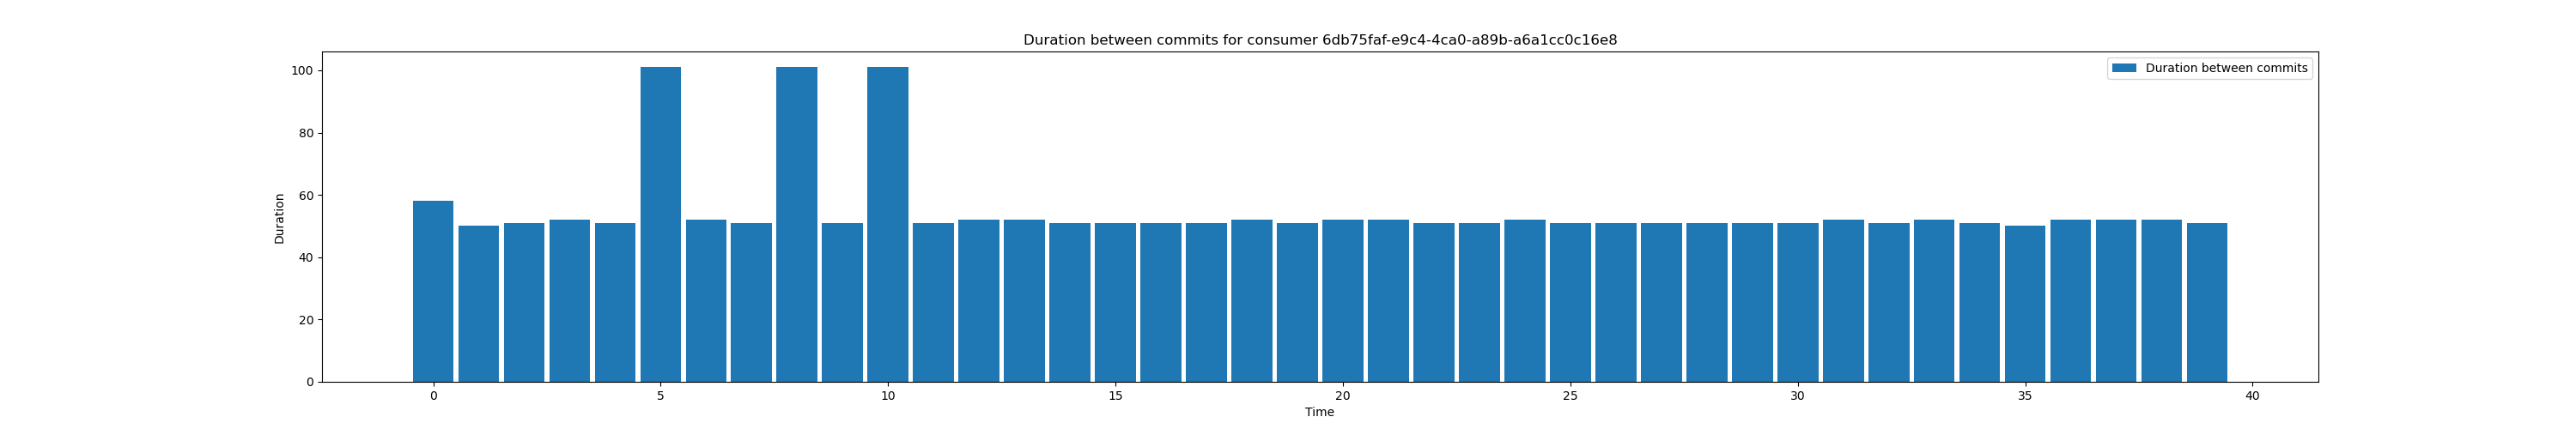 Duration between commits for consumer 6db75faf-e9c4-4ca0-a89b-a6a1cc0c16e8
Duration between commits
100
80
60
40
20
0
Duration
0 5 10 15 20 25 30 35 40
Time